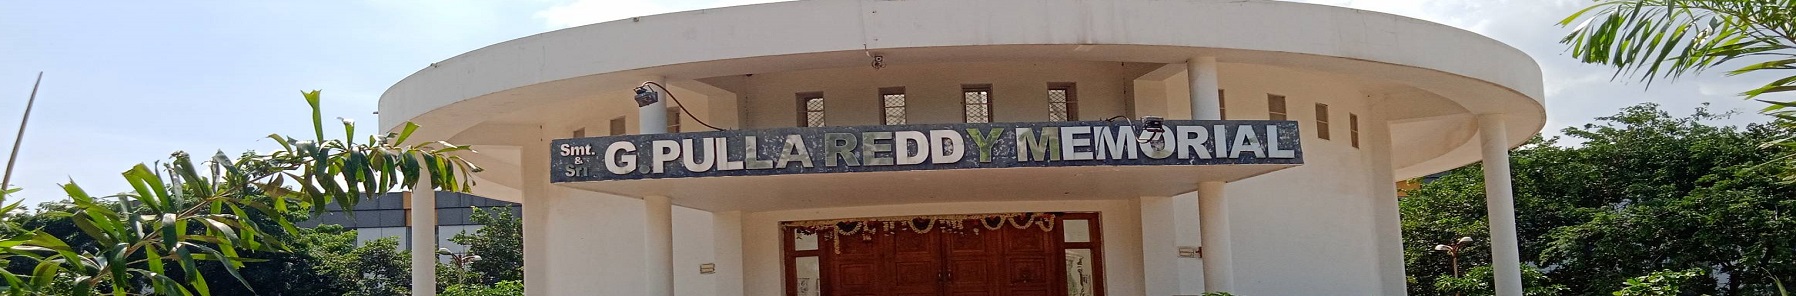 Smt.
&
Sri
G.PULLA REDDY MEMORIAL